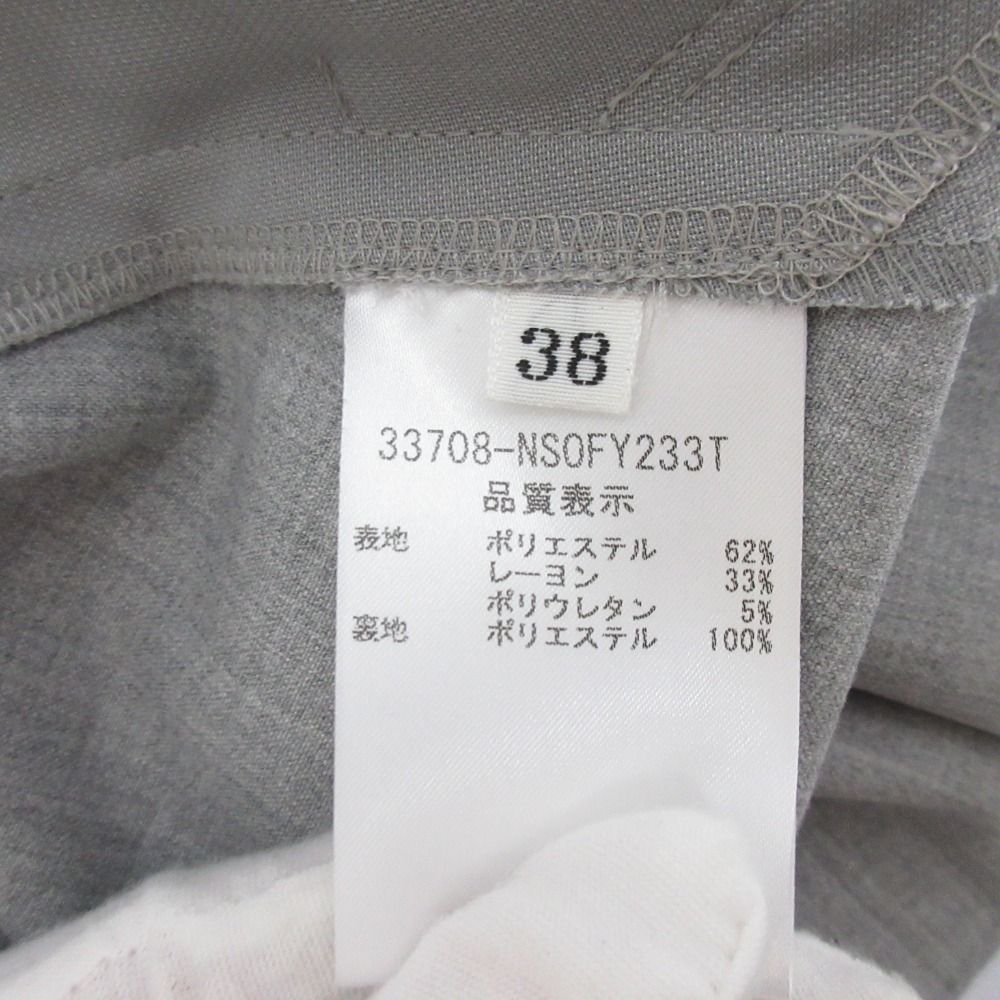 38
33708-NSOFY233T
品質表示
表地 ポリエステル 62%
レーヨン 33%
ポリウレタン 5%
裏地 ポリエステル 100%